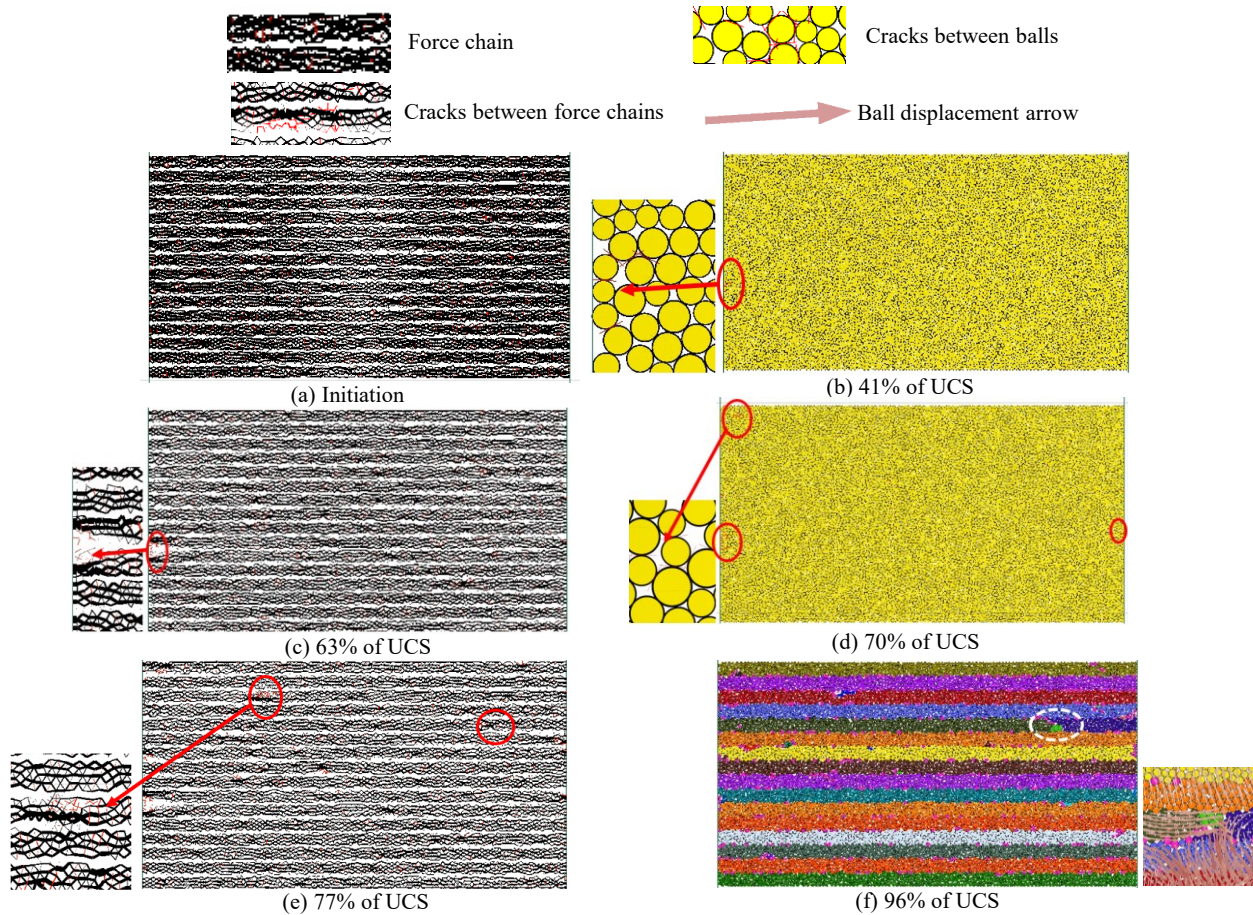 Force chain
Cracks between balls
Cracks between force chains
Ball displacement arrow
(a) Initiation
(b) 41% of UCS
(c) 63% of UCS
(d) 70% of UCS
(e) 77% of UCS
(f) 96% of UCS